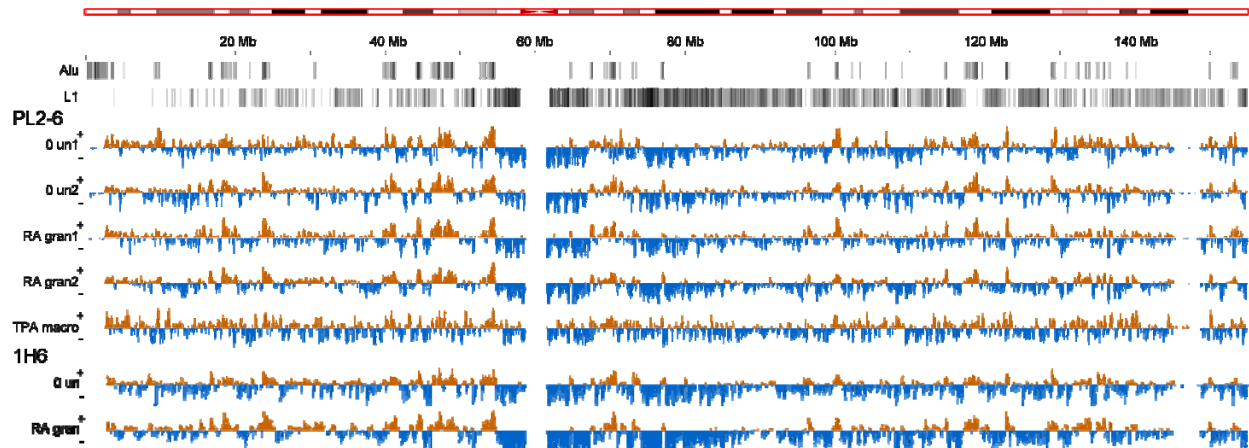 20 Mb 40 Mb 60 Mb 80 Mb 100 Mb 120 Mb 140 Mb
Alu
L1
PL2-6
0 un1 + -
0 un2 + -
RA gran1 + -
RA gran2 + -
TPA macro + -
1H6
0 un + -
RA gran + -